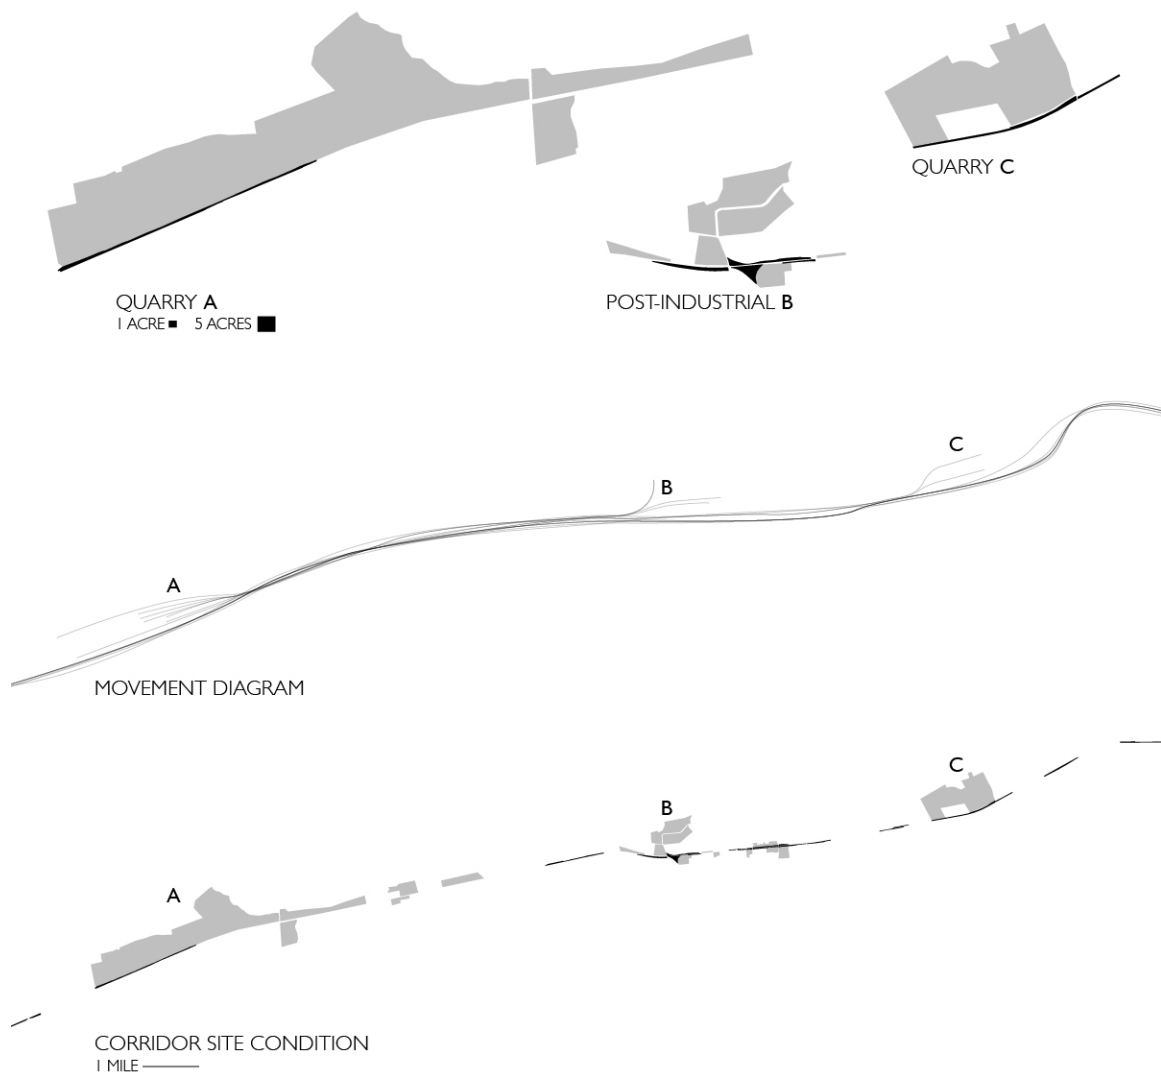 QUARRY C
QUARRY A
1 ACRE 5 ACRES
POST-INDUSTRIAL B
C
B
A
MOVEMENT DIAGRAM
C
B
A
CORRIDOR SITE CONDITION
1 MILE